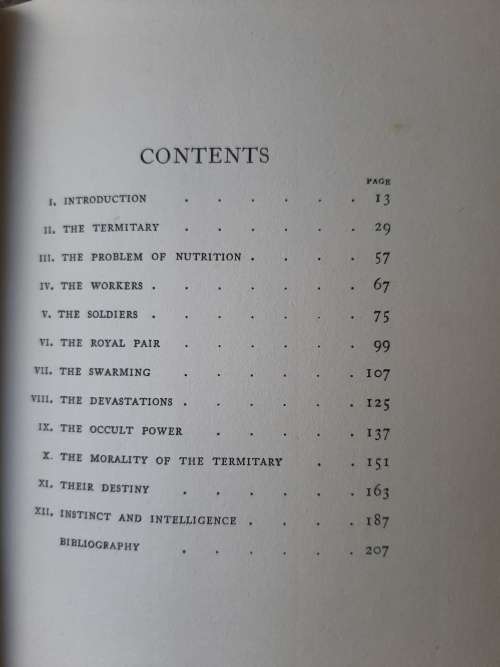 CONTENTS
PAGE
I. INTRODUCTION . . . . . . 13
II. THE TERMITARY . . . . . . 29
III. THE PROBLEM OF NUTRITION . . . . 57
IV. THE WORKERS . . . . . . 67
V. THE SOLDIERS . . . . . . 75
VI. THE ROYAL PAIR . . . . . . 99
VII. THE SWARMING . . . . . 107
VIII. THE DEVASTATIONS . . . . . 125
IX. THE OCCULT POWER . . . . . 137
X. THE MORALITY OF THE TERMITARY . . 151
XI. THEIR DESTINY . . . . . . 163
XII. INSTINCT AND INTELLIGENCE . . . . 187
BIBLIOGRAPHY . . . . . . 207